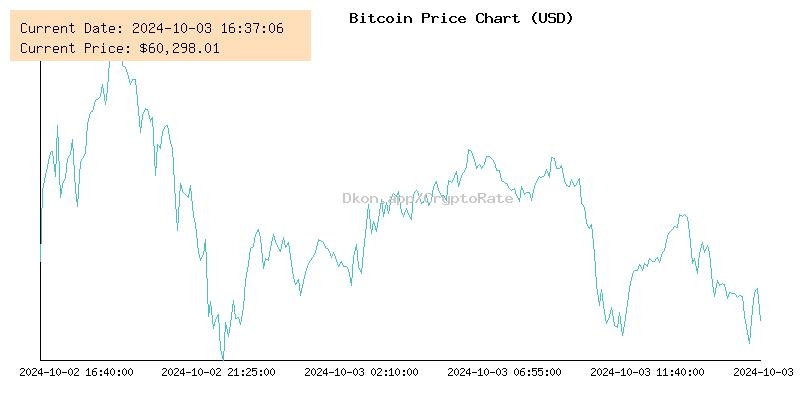 Bitcoin Price Chart (USD)
Current Date: 2024-10-03 16:37:06
Current Price: $60,298.01
Dkon.app/CryptoRate
2024-10-02 16:40:00 2024-10-02 21:25:00 2024-10-03 02:10:00 2024-10-03 06:55:00 2024-10-03 11:40:00 2024-10-03